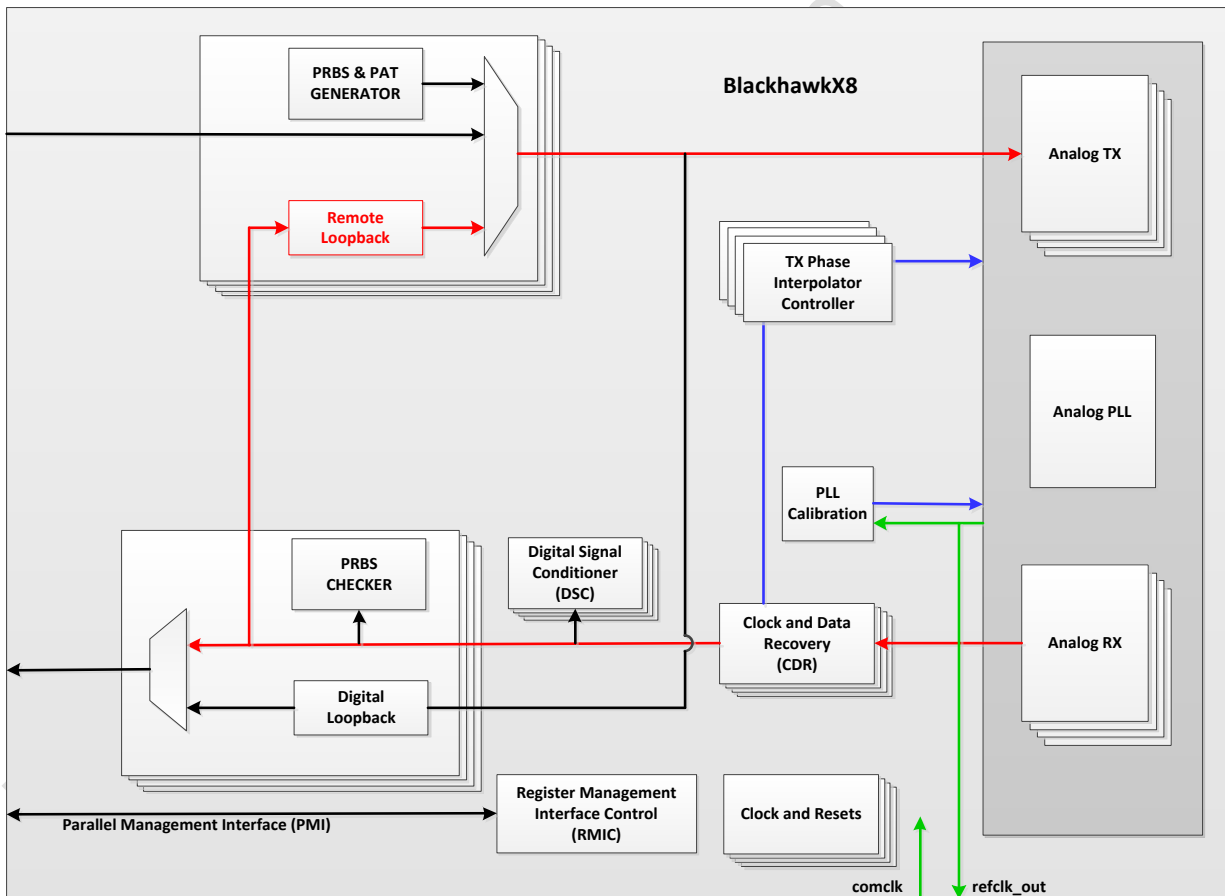 PRBS & PAT
GENERATOR
BlackhawkX8
Analog TX
Remote
Loopback
TX Phase
Interpolator
Controller
Analog PLL
PLL
Calibration
PRBS
CHECKER
Digital Signal
Conditioner
(DSC)
Clock and Data
Recovery
(CDR)
Analog RX
Digital
Loopback
Register Management
Interface Control
(RMIC)
Clock and Resets
Parallel Management Interface (PMI)
comclk
refclk_out